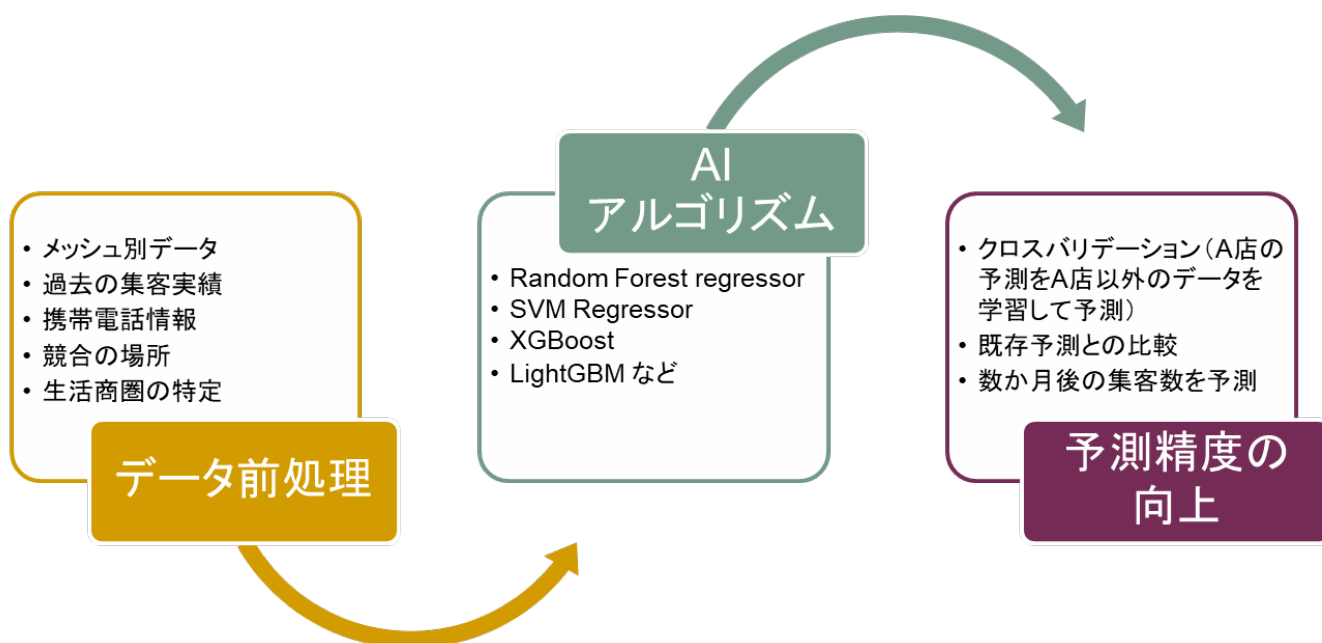 • メッシュ別データ
• 過去の集客実績
• 携帯電話情報
• 競合の場所
• 生活商圏の特定
データ前処理
AI
アルゴリズム
• Random Forest regressor
• SVM Regressor
• XGBoost
• LightGBM など
• クロスバリデーション（A店の
予測をA店以外のデータを
学習して予測）
• 既存予測との比較
• 数か月後の集客数を予測
予測精度の
向上